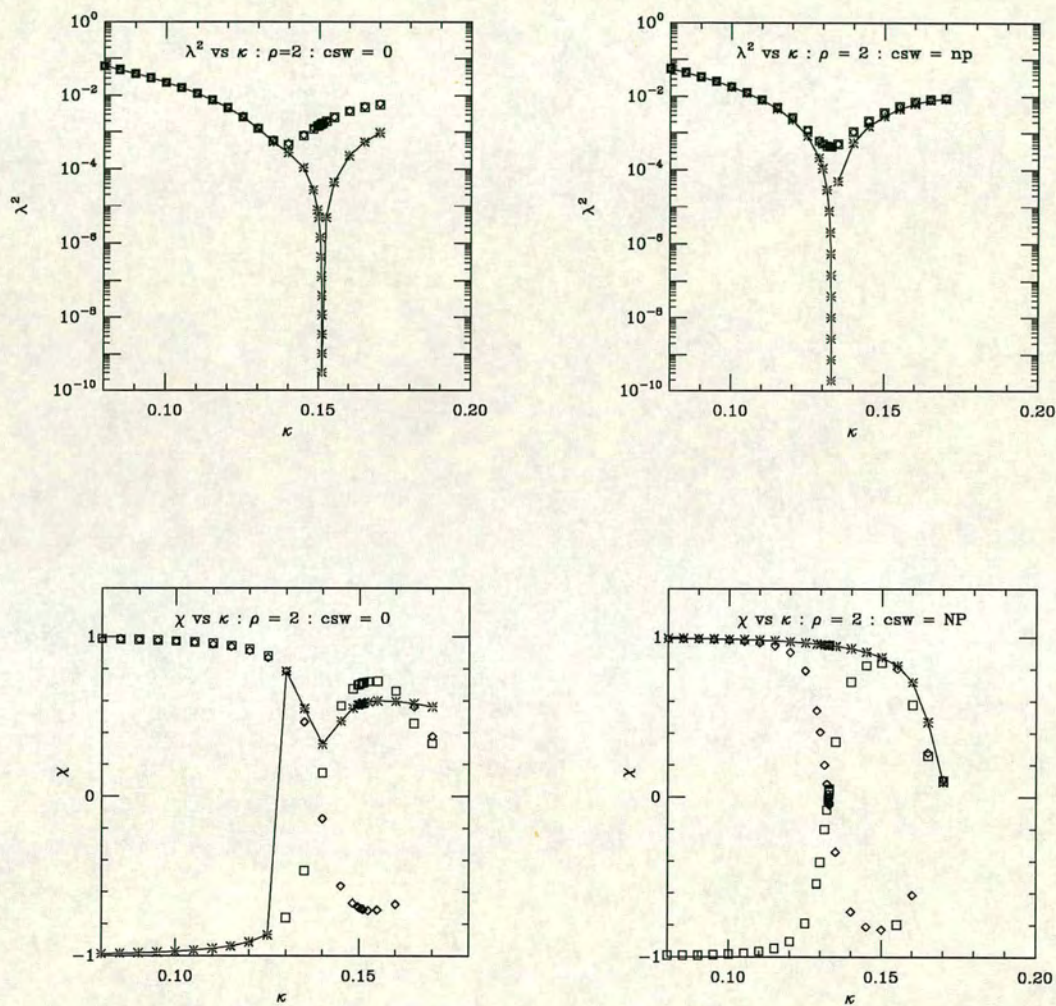 λ² vs κ : ρ=2 : csw = 0
10⁰
10⁻²
10⁻⁴
10⁻⁶
10⁻⁸
10⁻¹⁰
λ²
0.10
0.15
0.20
κ
λ² vs κ : ρ = 2 : csw = np
10⁰
10⁻²
10⁻⁴
10⁻⁶
10⁻⁸
10⁻¹⁰
λ²
0.10
0.15
0.20
κ
χ vs κ : ρ = 2 : csw = 0
1
0
−1
χ
0.10
0.15
κ
χ vs κ : ρ = 2 : csw = NP
1
0
−1
χ
0.10
0.15
0.20
κ